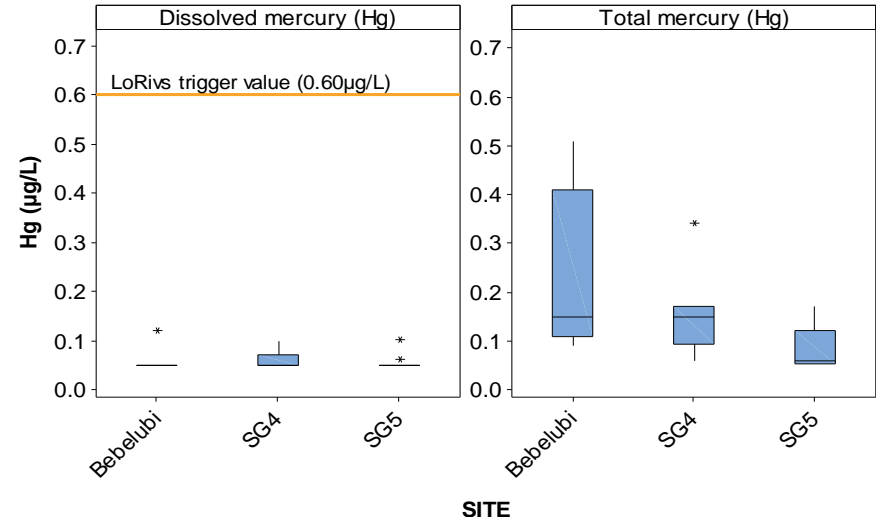 Dissolved mercury (Hg)
Total mercury (Hg)
0.7
0.6
0.5
0.4
0.3
0.2
0.1
0.0
LoRivs trigger value (0.60µg/L)
Hg (µg/L)
Bebelubi
SG4
SG5
0.7
0.6
0.5
0.4
0.3
0.2
0.1
0.0
Bebelubi
SG4
SG5
SITE